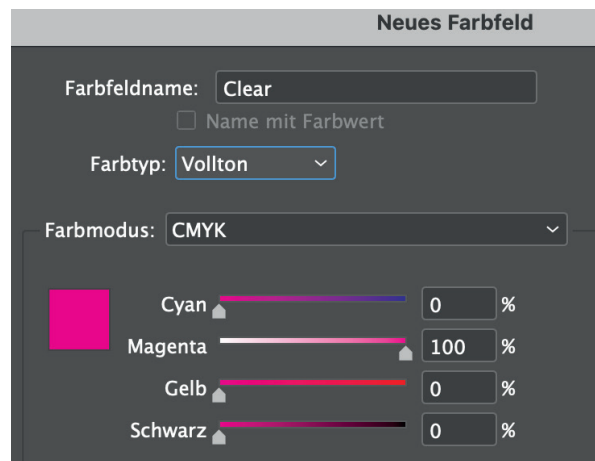 Neues Farbfeld
Farbfeldname: Clear
Name mit Farbwert
Farbtyp: Vollton
Farbmodus: CMYK
Cyan 0 %
Magenta 100 %
Gelb 0 %
Schwarz 0 %